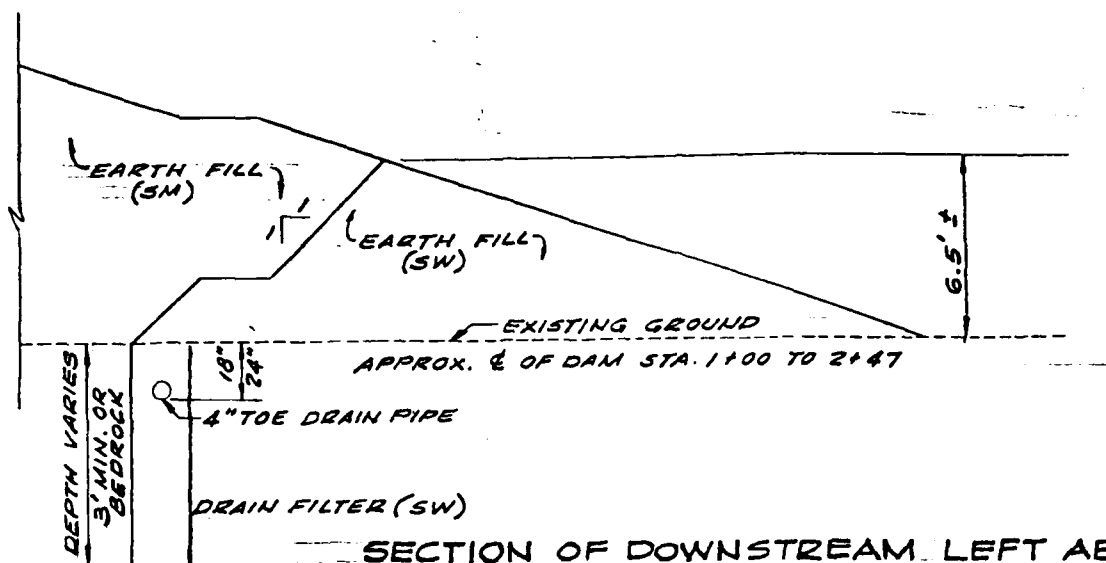 EARTH FILL
(SM)
1
1
EARTH FILL
(SW)
6.5' ±
EXISTING GROUND
APPROX. ℄ OF DAM STA. 1+00 TO 2+47
18"
24"
4" TOE DRAIN PIPE
DEPTH VARIES
3' MIN. OR
BEDROCK
DRAIN FILTER (SW)
SECTION OF DOWNSTREAM LEFT